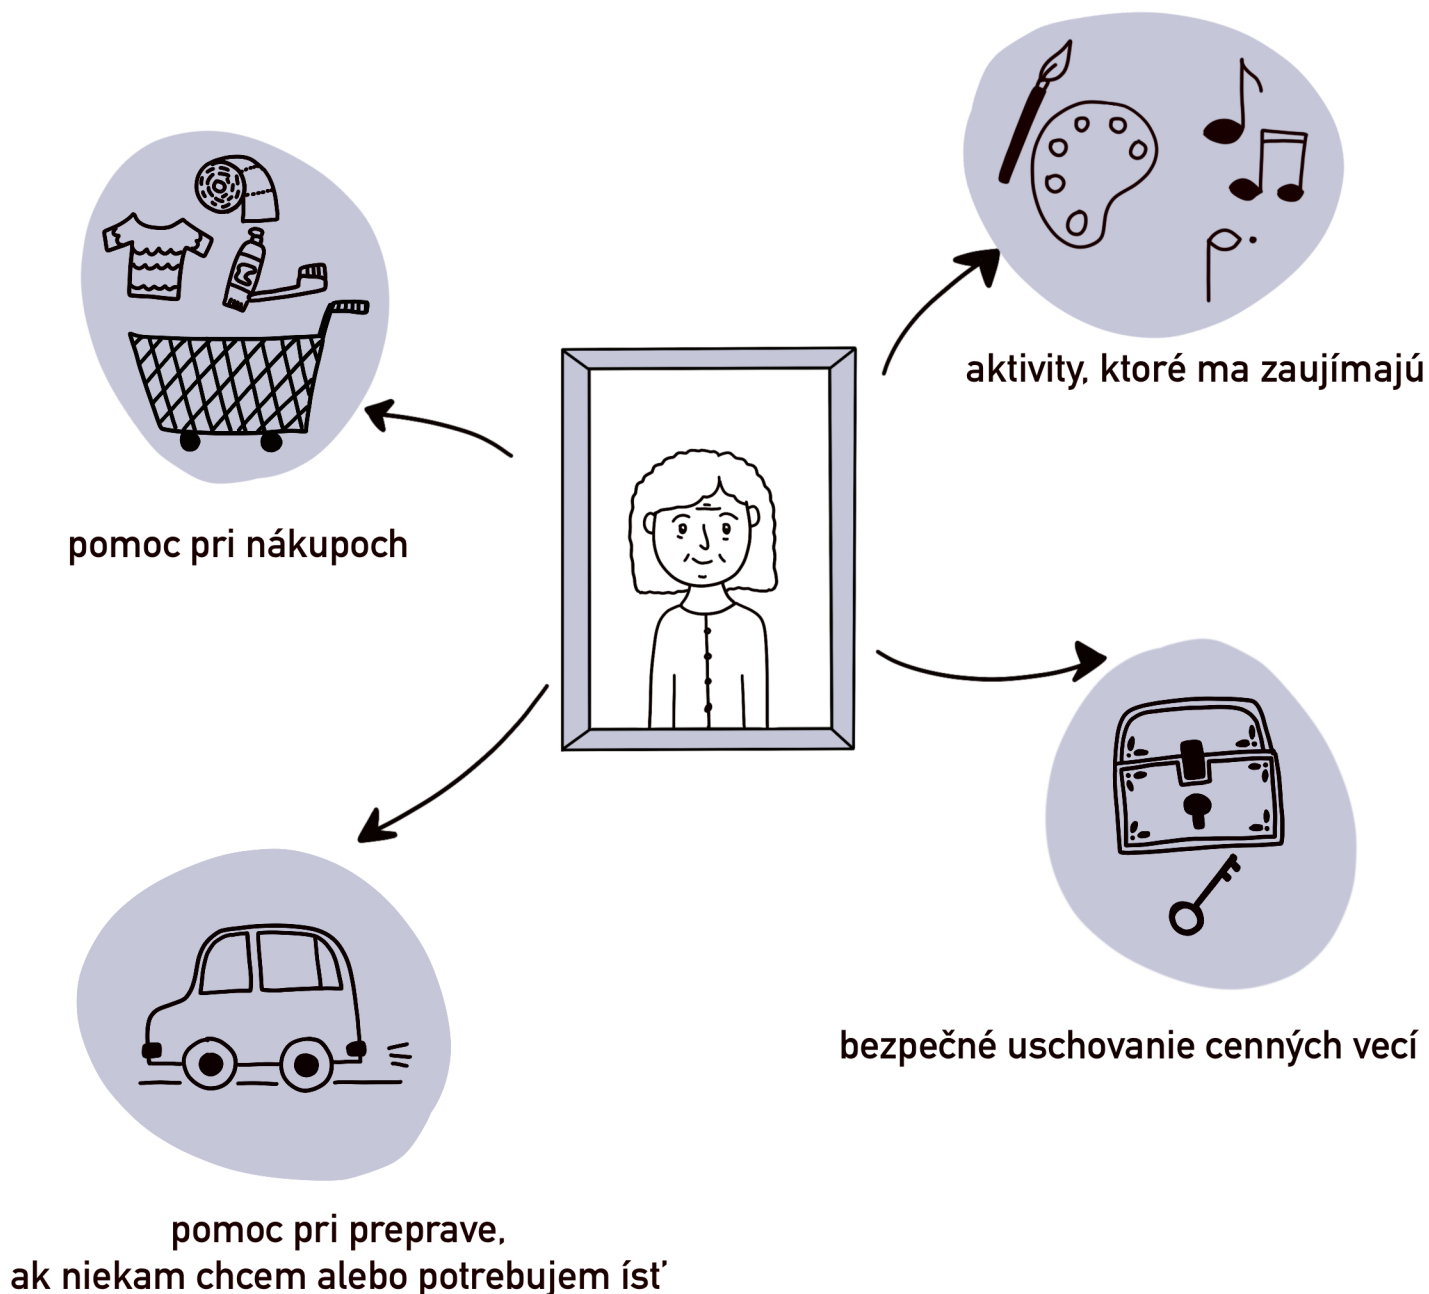 aktivity, ktoré ma zaujímajú
pomoc pri nákupoch
bezpečné uschovanie cenných vecí
pomoc pri preprave,
ak niekam chcem alebo potrebujem ísť